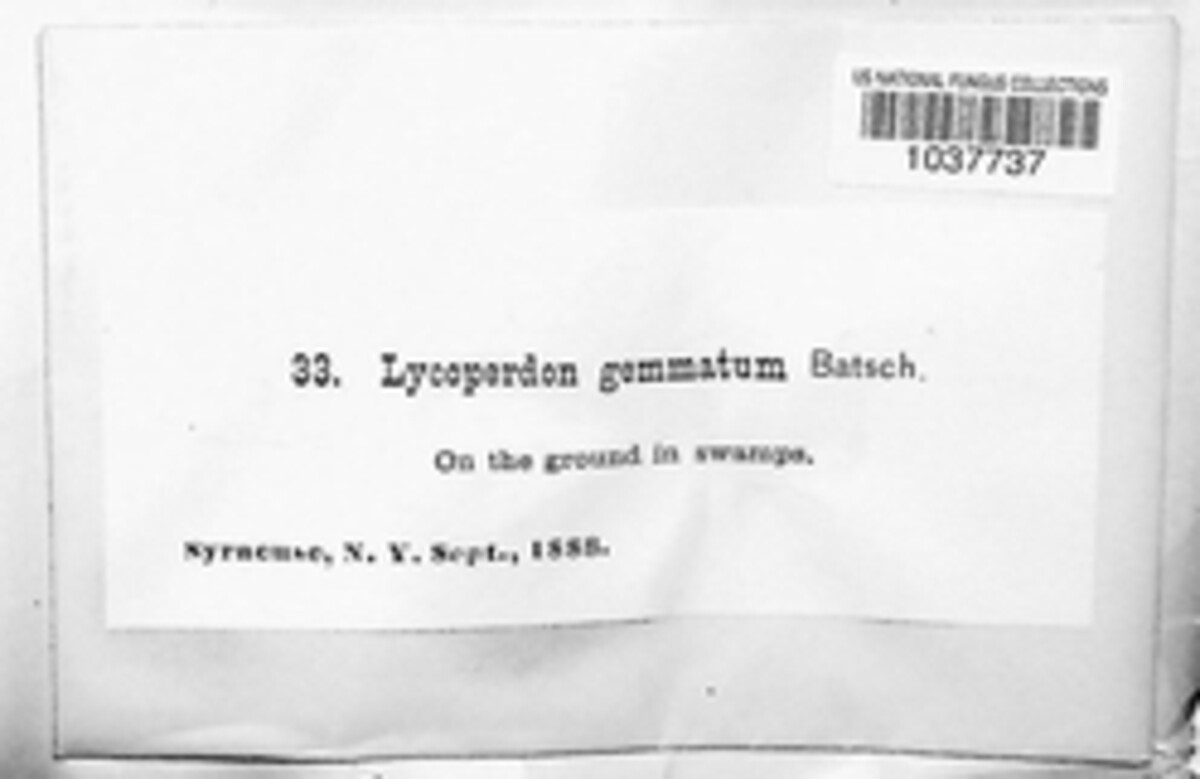 US NATIONAL FUNGUS COLLECTIONS
1037737
33. Lycoperdon gemmatum Batsch.
On the ground in swamps.
Syracuse, N. Y. Sept., 1888.